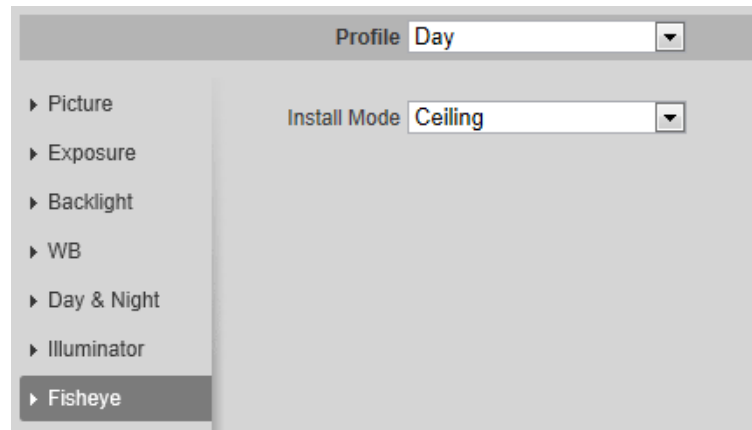 Profile Day
Install Mode Ceiling
Picture
Exposure
Backlight
WB
Day & Night
Illuminator
Fisheye